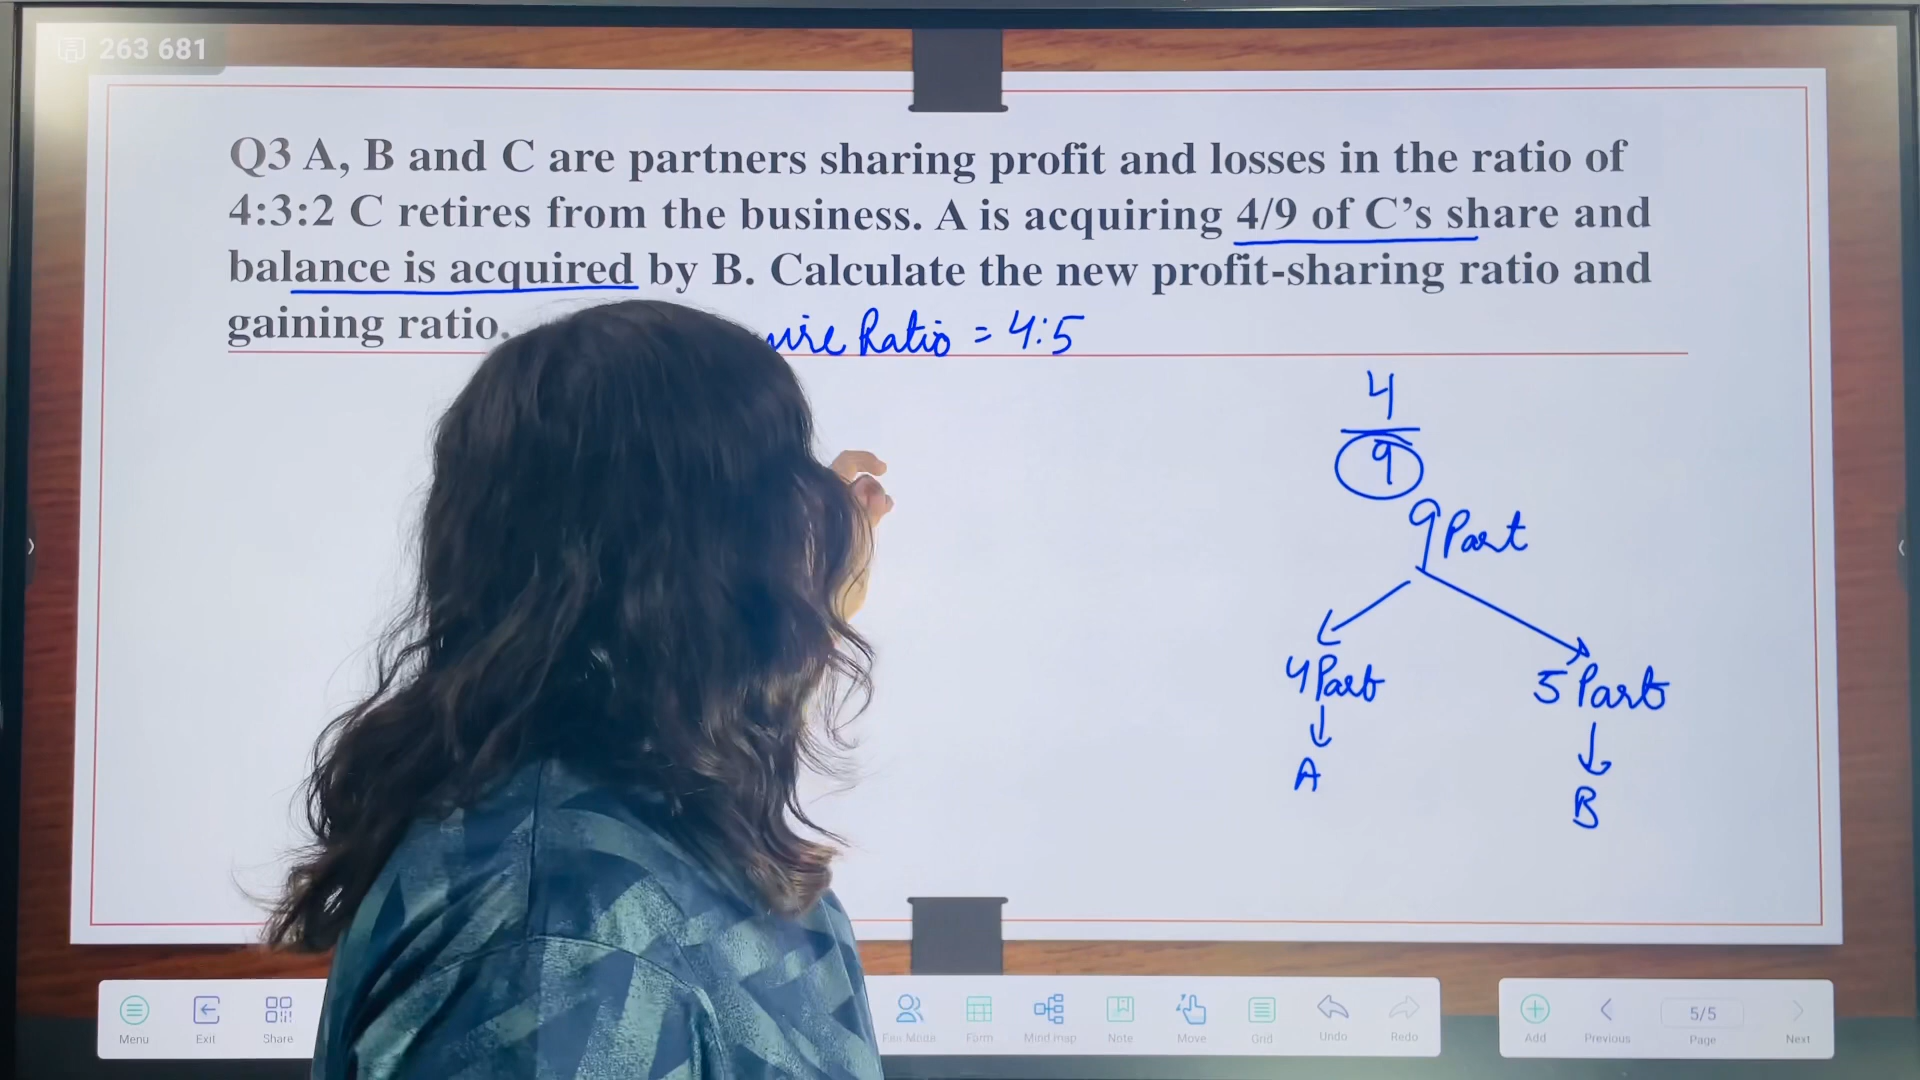 263 681
Q3 A, B and C are partners sharing profit and losses in the ratio of
4:3:2 C retires from the business. A is acquiring 4/9 of C’s share and
balance is acquired by B. Calculate the new profit-sharing ratio and
gaining ratio.
Ratio = 4:5
4
9
9 Part
4 Part
5 Part
A
B
Menu
Exit
Share
Fan Mode
Form
Mind map
Note
Move
Grid
Undo
Redo
Add
Previous
5/5
Page
Next